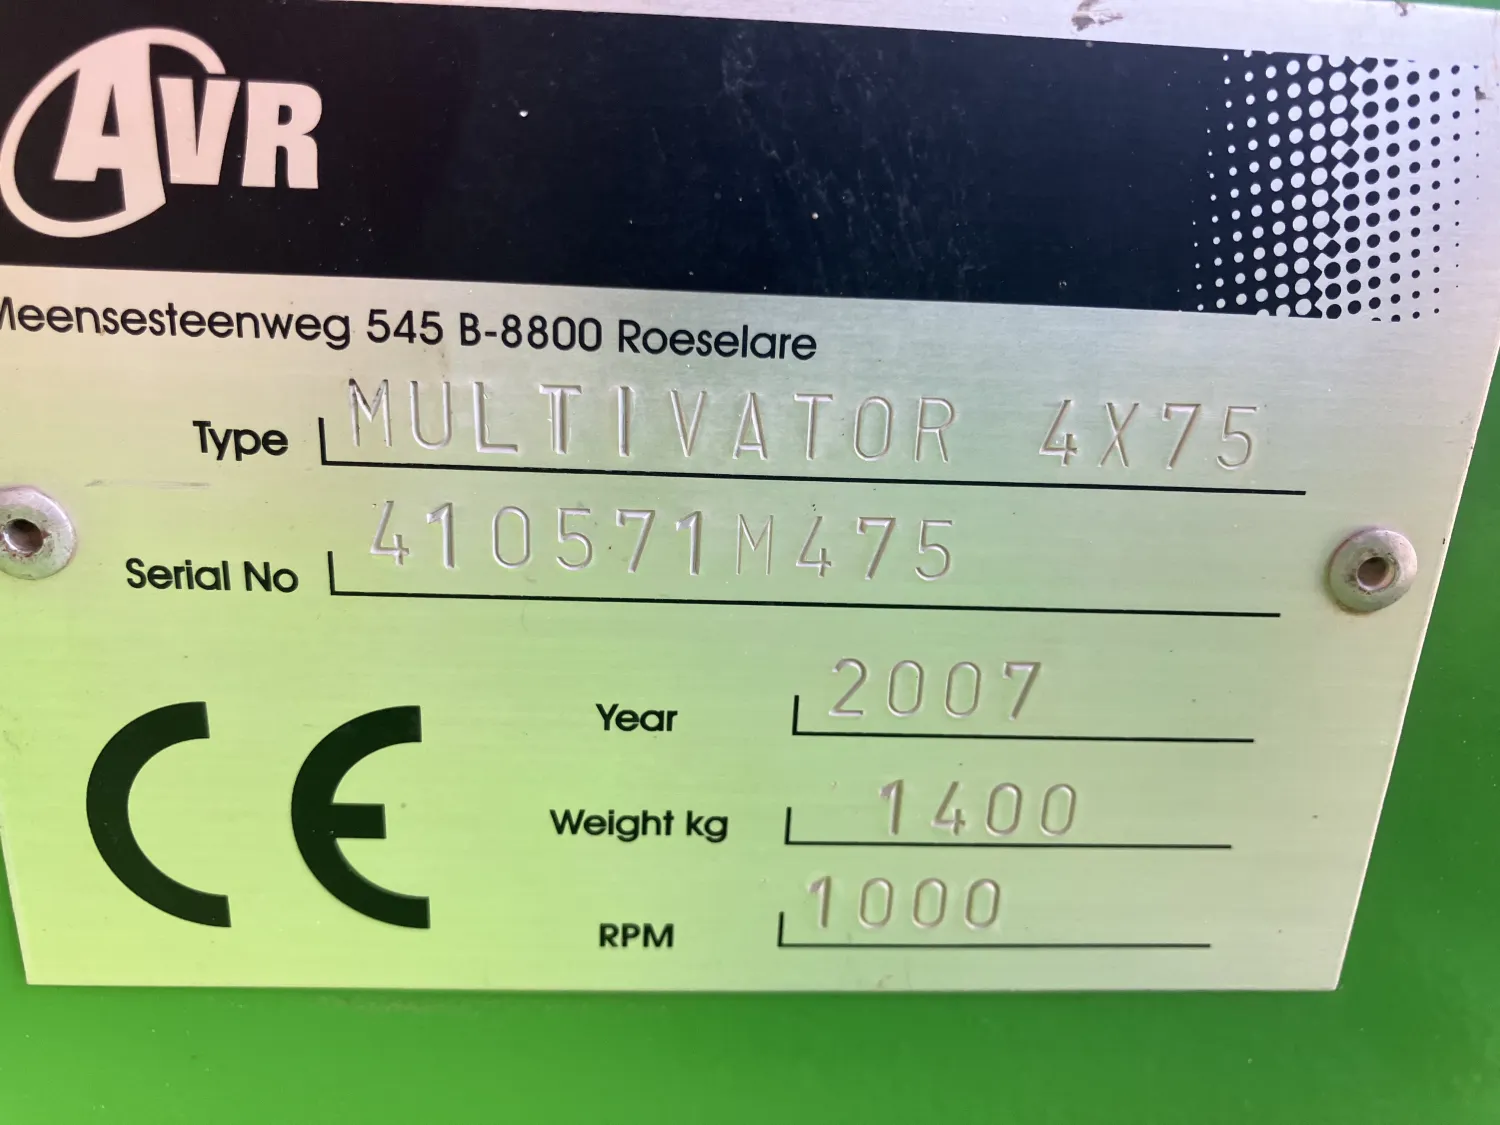 AVR
Meensesteenweg 545 B-8800 Roeselare
Type MULTIVATOR 4X75
Serial No 410571M475
CE
Year 2007
Weight kg 1400
RPM 1000